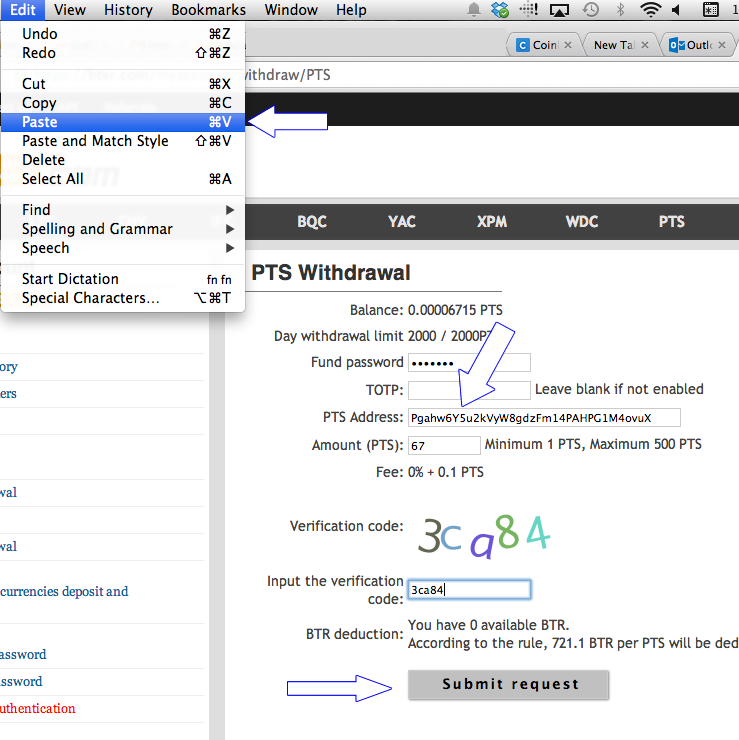 Edit View History Bookmarks Window Help
Undo ⌘Z
Redo ⇧⌘Z
Cut ⌘X
Copy ⌘C
Paste ⌘V
Paste and Match Style ⇧⌘V
Delete
Select All ⌘A
Find
Spelling and Grammar
Speech
Start Dictation fn fn
Special Characters... ⌥⌘T
Coin New Ta Outlo
ithdraw/PTS
BQC YAC XPM WDC PTS
PTS Withdrawal
Balance: 0.00006715 PTS
Day withdrawal limit 2000 / 2000PT
Fund password •••••••
TOTP: Leave blank if not enabled
PTS Address: Pgahw6Y5u2kVyW8gdzFm14PAHPG1M4ovuX
Amount (PTS): 67 Minimum 1 PTS, Maximum 500 PTS
Fee: 0% + 0.1 PTS
Verification code: 3ca84
Input the verification
code: 3ca84
BTR deduction: You have 0 available BTR.
According to the rule, 721.1 BTR per PTS will be ded
Submit request
ory
ers
wal
wal
currencies deposit and
assword
ssword
uthentication